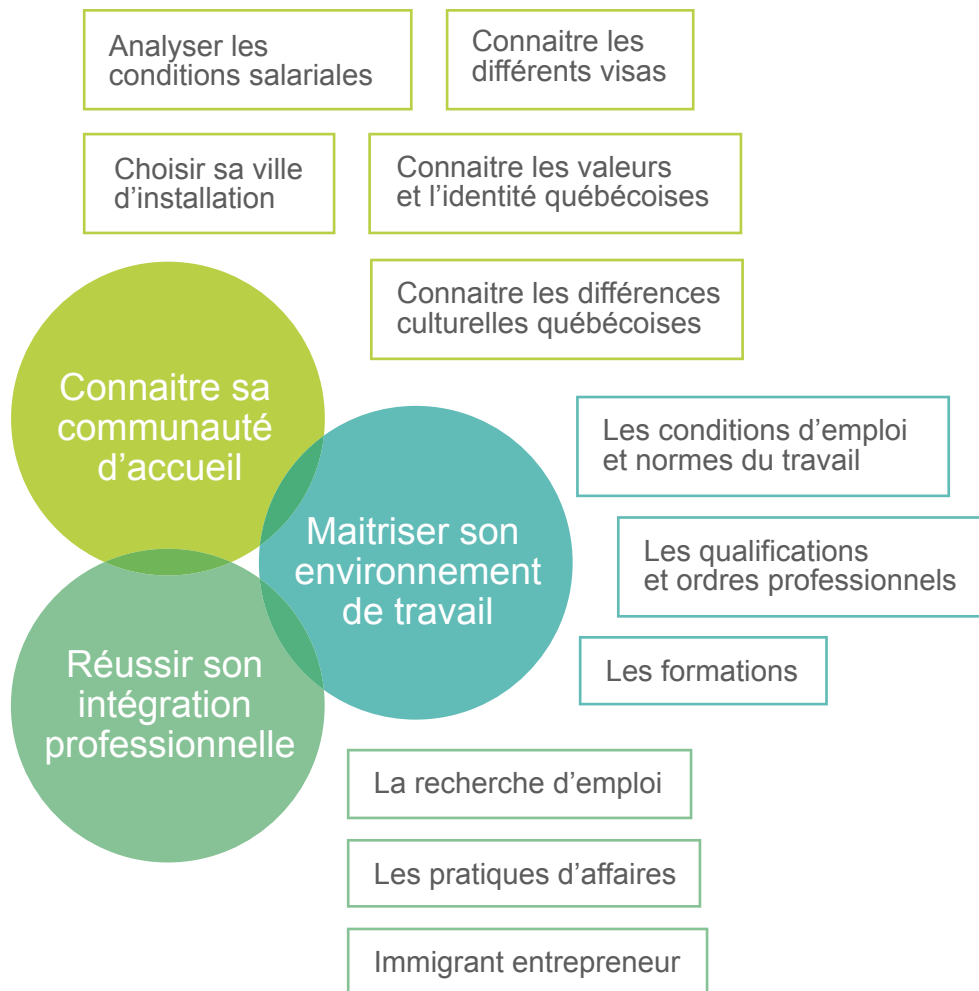 Analyser les
conditions salariales
Connaitre les
différents visas
Choisir sa ville
d'installation
Connaitre les valeurs
et l'identité québécoises
Connaitre les différences
culturelles québécoises
Connaitre sa
communauté
d'accueil
Les conditions d'emploi
et normes du travail
Maitriser son
environnement
de travail
Les qualifications
et ordres professionnels
Les formations
Réussir son
intégration
professionnelle
La recherche d'emploi
Les pratiques d'affaires
Immigrant entrepreneur